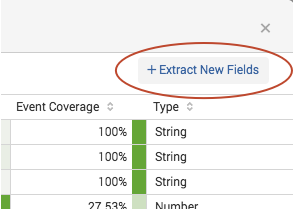 ×
+ Extract New Fields
Event Coverage Type
100% String
100% String
100% String
27.53% Number